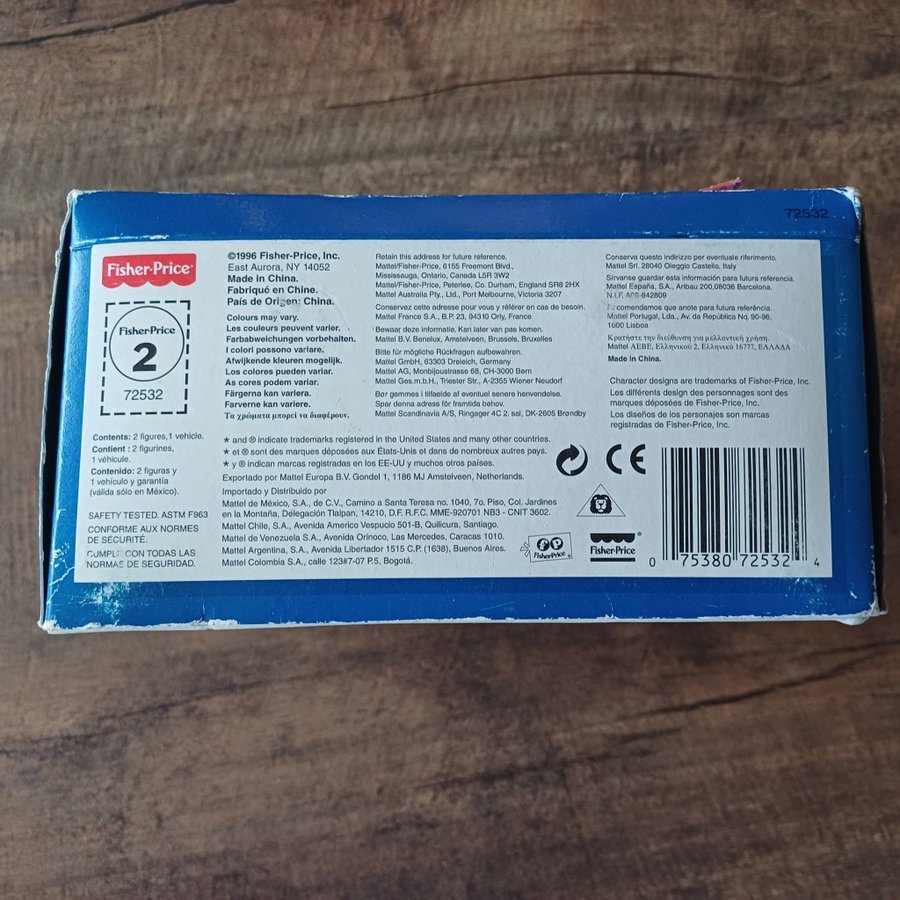 72532
Fisher-Price
Fisher-Price
2
72532
Contents: 2 figures,1 vehicle.
Contient : 2 figurines,
1 véhicule.
Contenido: 2 figuras y
1 vehículo y garantía
(válida sólo en México).
SAFETY TESTED. ASTM F963
CONFORME AUX NORMES
DE SÉCURITÉ.
CUMPLE CON TODAS LAS
NORMAS DE SEGURIDAD.
©1996 Fisher-Price, Inc.
East Aurora, NY 14052
Made in China.
Fabriqué en Chine.
País de Origen: China.
Colours may vary.
Les couleurs peuvent varier.
Farbabweichungen vorbehalten.
I colori possono variare.
Afwijkende kleuren mogelijk.
Los colores pueden variar.
As cores podem variar.
Färgerna kan variera.
Farverne kan variere.
Τα χρώματα μπορεί να διαφέρουν.
Retain this address for future reference.
Mattel/Fisher-Price, 6155 Freemont Blvd.,
Mississauga, Ontario, Canada L5R 3W2
Mattel/Fisher-Price, Peterlee, Co. Durham, England SR8 2HX
Mattel Australia Pty., Ltd., Port Melbourne, Victoria 3207
Conservez cette adresse pour vous y référer en cas de besoin.
Mattel France S.A., B.P. 23, 94310 Orly, France
Bewaar deze informatie. Kan later van pas komen.
Mattel B.V. Benelux, Amstelveen, Brussels, Bruxelles
Bitte für mögliche Rückfragen aufbewahren.
Mattel GmbH, 63303 Dreieich, Germany
Mattel AG, Monbijoustrasse 68, CH-3000 Bern
Mattel Ges.m.b.H., Triester Str., A-2355 Wiener Neudorf
Bør gemmes i tilfælde af eventuel senere henvendelse.
Spar denna adress för framtida behov.
Mattel Scandinavia A/S, Ringager 4C 2. sal, DK-2605 Brøndby
Conserva questo indirizzo per eventuale riferimento.
Mattel Srl. 28040 Oleggio Castello, Italy
Sírvanse guardar esta información para futura referencia.
Mattel España, S.A., Aribau 200,08036 Barcelona.
N.I.F. A08-842809
Recomendamos que anote para futura referência
Mattel Portugal, Lda., Av. da República Nº 90-96,
1600 Lisboa
Κρατήστε την διεύθυνση για μελλοντική χρήση.
Mattel ΑΕΒΕ, Ελληνικού 2, Ελληνικό 16777, ΕΛΛΑΔΑ
Made in China.
Character designs are trademarks of Fisher-Price, Inc.
Les différents design des personnages sont des
marques déposées de Fisher-Price, Inc.
Los diseños de los personajes son marcas
registradas de Fisher-Price, Inc.
★ and ® indicate trademarks registered in the United States and many other countries.
★ et ® sont des marques déposées aux États-Unis et dans de nombreux autres pays.
★ y ® indican marcas registradas en los EE-UU y muchos otros países.
Exportado por Mattel Europa B.V. Gondel 1, 1186 MJ Amstelveen, Netherlands.
Importado y Distribuido por
Mattel de México, S.A., de C.V., Camino a Santa Teresa no. 1040, 7o. Piso, Col. Jardines
en la Montaña, Delegación Tlalpan, 14210, D.F. R.F.C. MME-920701 NB3 - CNIT 3602.
Mattel Chile, S.A., Avenida Americo Vespucio 501-B, Quilicura, Santiago.
Mattel de Venezuela S.A., Avenida Orinoco, Las Mercedes, Caracas 1010.
Mattel Argentina, S.A., Avenida Libertador 1515 C.P. (1638), Buenos Aires.
Mattel Colombia S.A., calle 123#7-07 P.5, Bogotá.
CE
FP
Fisher-Price
Fisher-Price
0 75380 72532 4